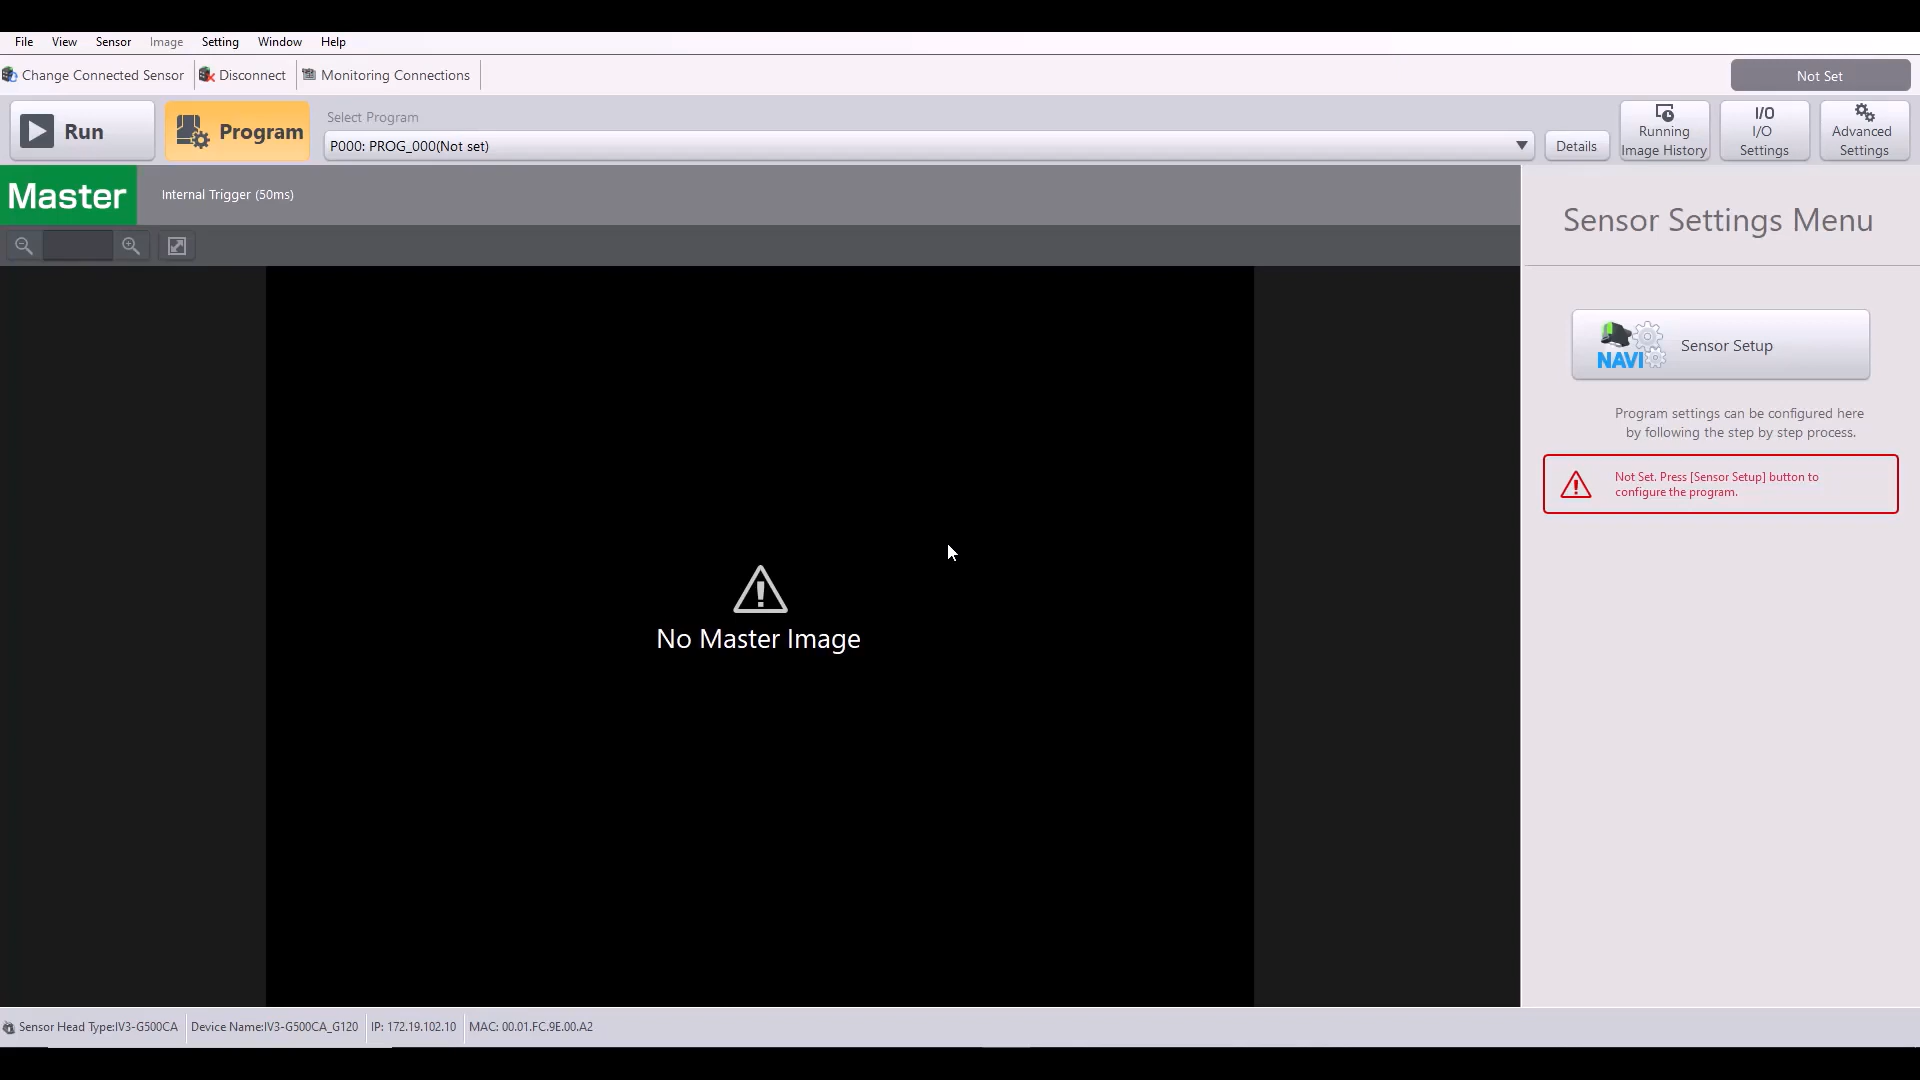 File View Sensor Image Setting Window Help
Change Connected Sensor Disconnect Monitoring Connections
Not Set
Run
Program
Select Program
P000: PROG_000(Not set)
Details
Running
Image History
I/O
I/O
Settings
Advanced
Settings
Master
Internal Trigger (50ms)
Sensor Settings Menu
NAVI
Sensor Setup
Program settings can be configured here
by following the step by step process.
Not Set. Press [Sensor Setup] button to
configure the program.
No Master Image
Sensor Head Type:IV3-G500CA Device Name:IV3-G500CA_G120 IP: 172.19.102.10 MAC: 00.01.FC.9E.00.A2